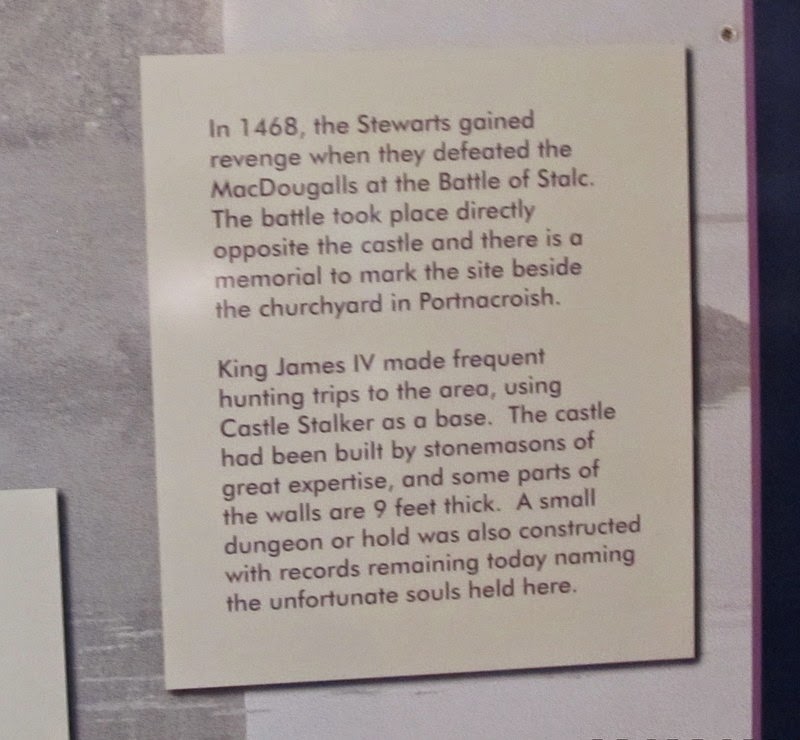 In 1468, the Stewarts gained
revenge when they defeated the
MacDougalls at the Battle of Stalc.
The battle took place directly
opposite the castle and there is a
memorial to mark the site beside
the churchyard in Portnacroish.
King James IV made frequent
hunting trips to the area, using
Castle Stalker as a base. The castle
had been built by stonemasons of
great expertise, and some parts of
the walls are 9 feet thick. A small
dungeon or hold was also constructed
with records remaining today naming
the unfortunate souls held here.